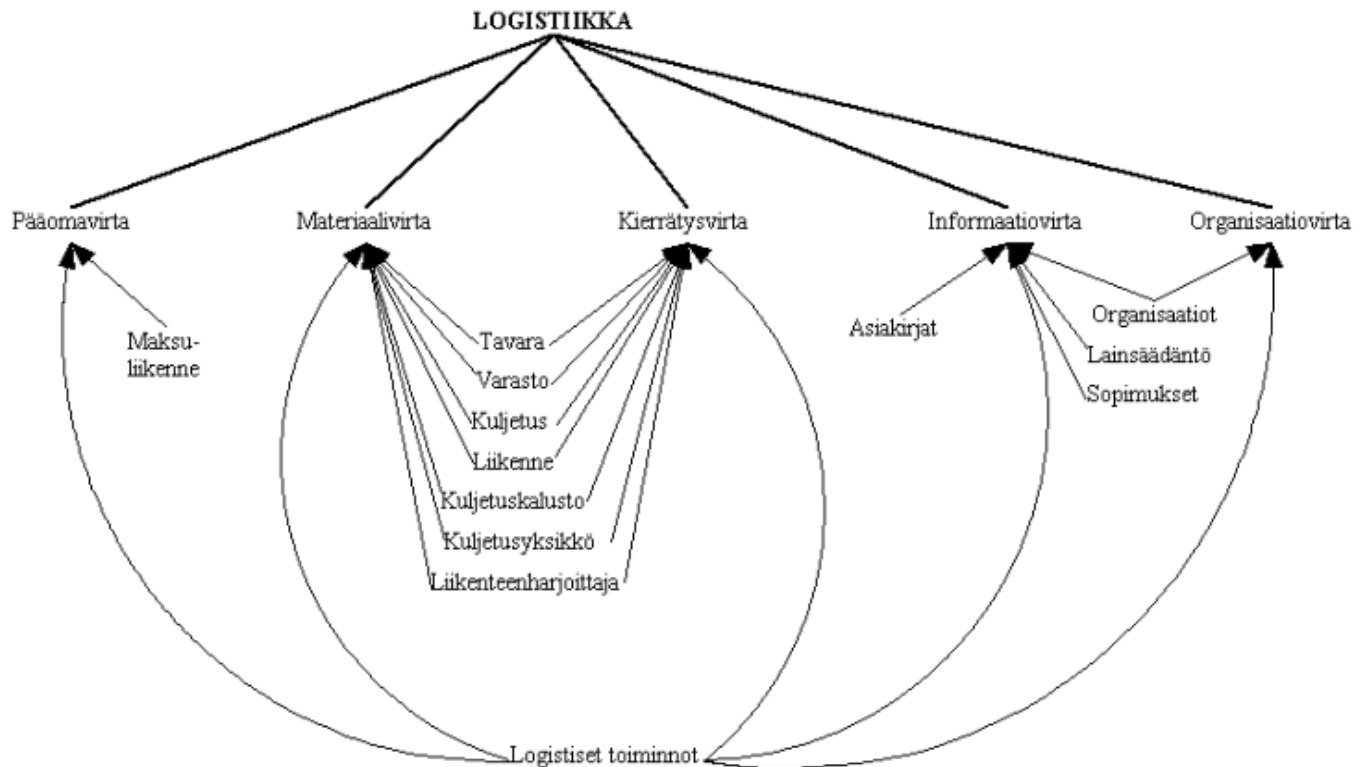 LOGISTIIKKA
Pääomavirta
Materiaalivirta
Kierrätysvirta
Informaatiovirta
Organisaatiovirta
Maksu-
liikenne
Tavara
Varasto
Kuljetus
Liikenne
Kuljetuskalusto
Kuljetusyksikkö
Liikenteenharjoittaja
Asiakirjat
Organisaatiot
Lainsäädäntö
Sopimukset
Logistiset toiminnot